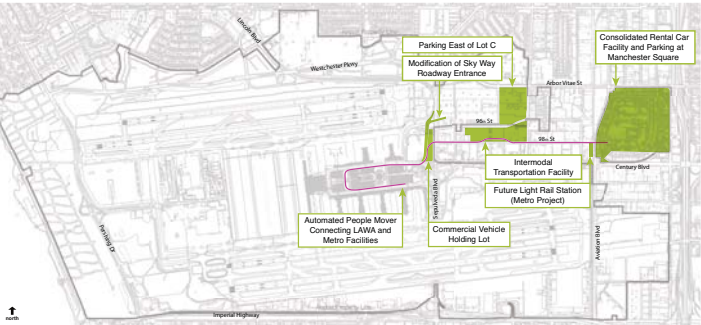 Lincoln Blvd
Westchester Pkwy
Parking East of Lot C
Modification of Sky Way
Roadway Entrance
Consolidated Rental Car
Facility and Parking at
Manchester Square
Arbor Vitae St
96th St
98th St
Century Blvd
Intermodal
Transportation Facility
Future Light Rail Station
(Metro Project)
Sepulveda Blvd
Automated People Mover
Connecting LAWA and
Metro Facilities
Commercial Vehicle
Holding Lot
Aviation Blvd
Pershing Dr
Imperial Highway
north